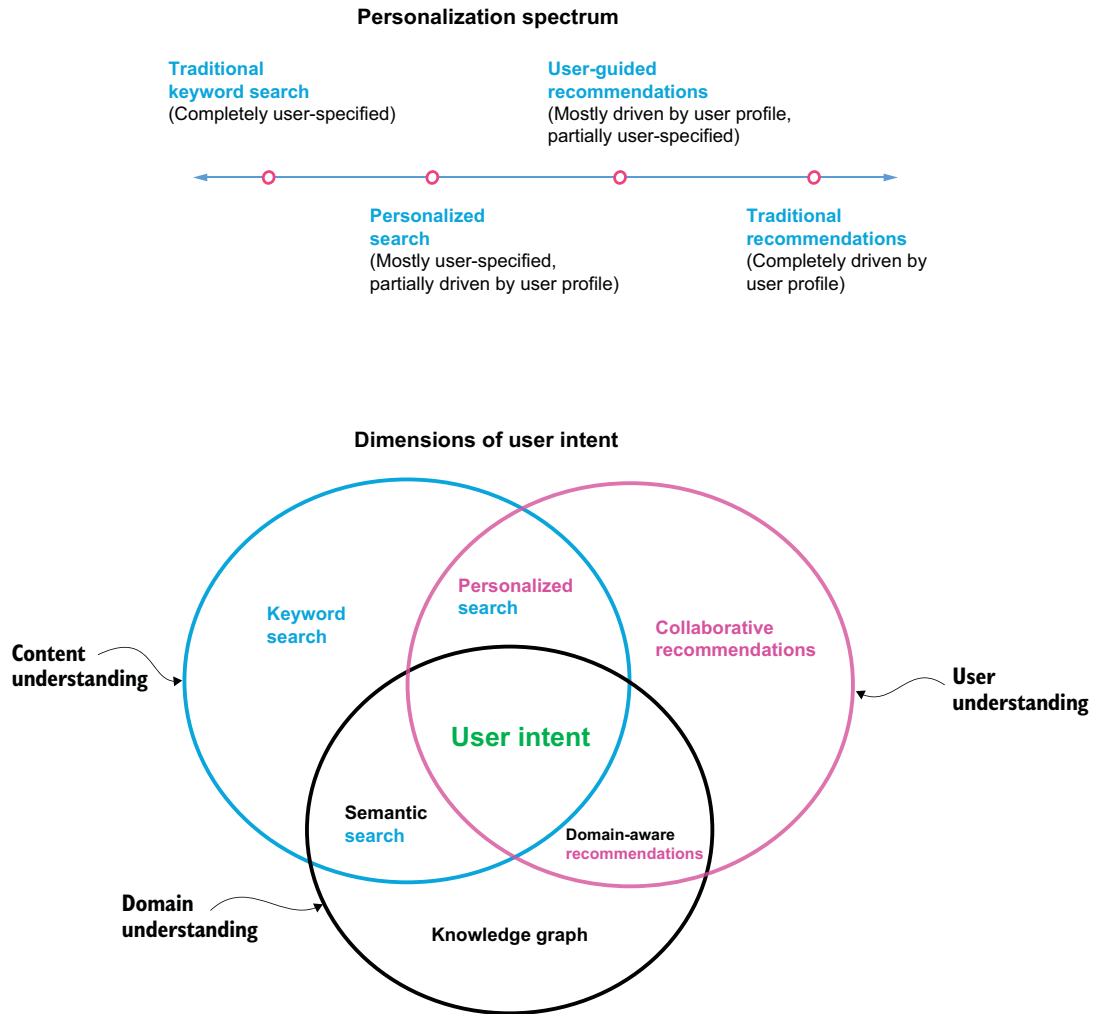 Personalization spectrum
Traditional
keyword search
(Completely user-specified)
User-guided
recommendations
(Mostly driven by user profile,
partially user-specified)
Personalized
search
(Mostly user-specified,
partially driven by user profile)
Traditional
recommendations
(Completely driven by
user profile)
Dimensions of user intent
Personalized
search
Keyword
search
Collaborative
recommendations
Content
understanding
User
understanding
User intent
Semantic
search
Domain-aware
recommendations
Domain
understanding
Knowledge graph